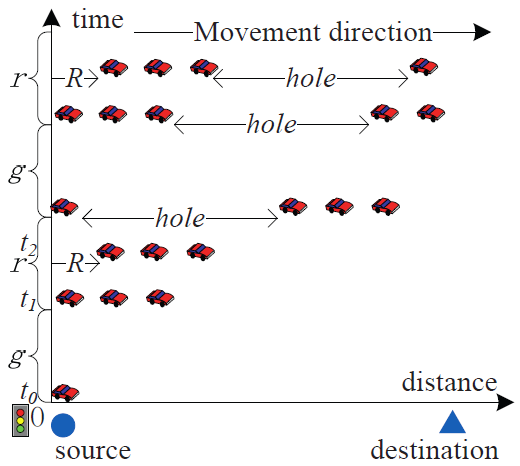 time
Movement direction
r
R
hole
hole
g
hole
t2
r
R
t1
g
t0
distance
0
source
destination